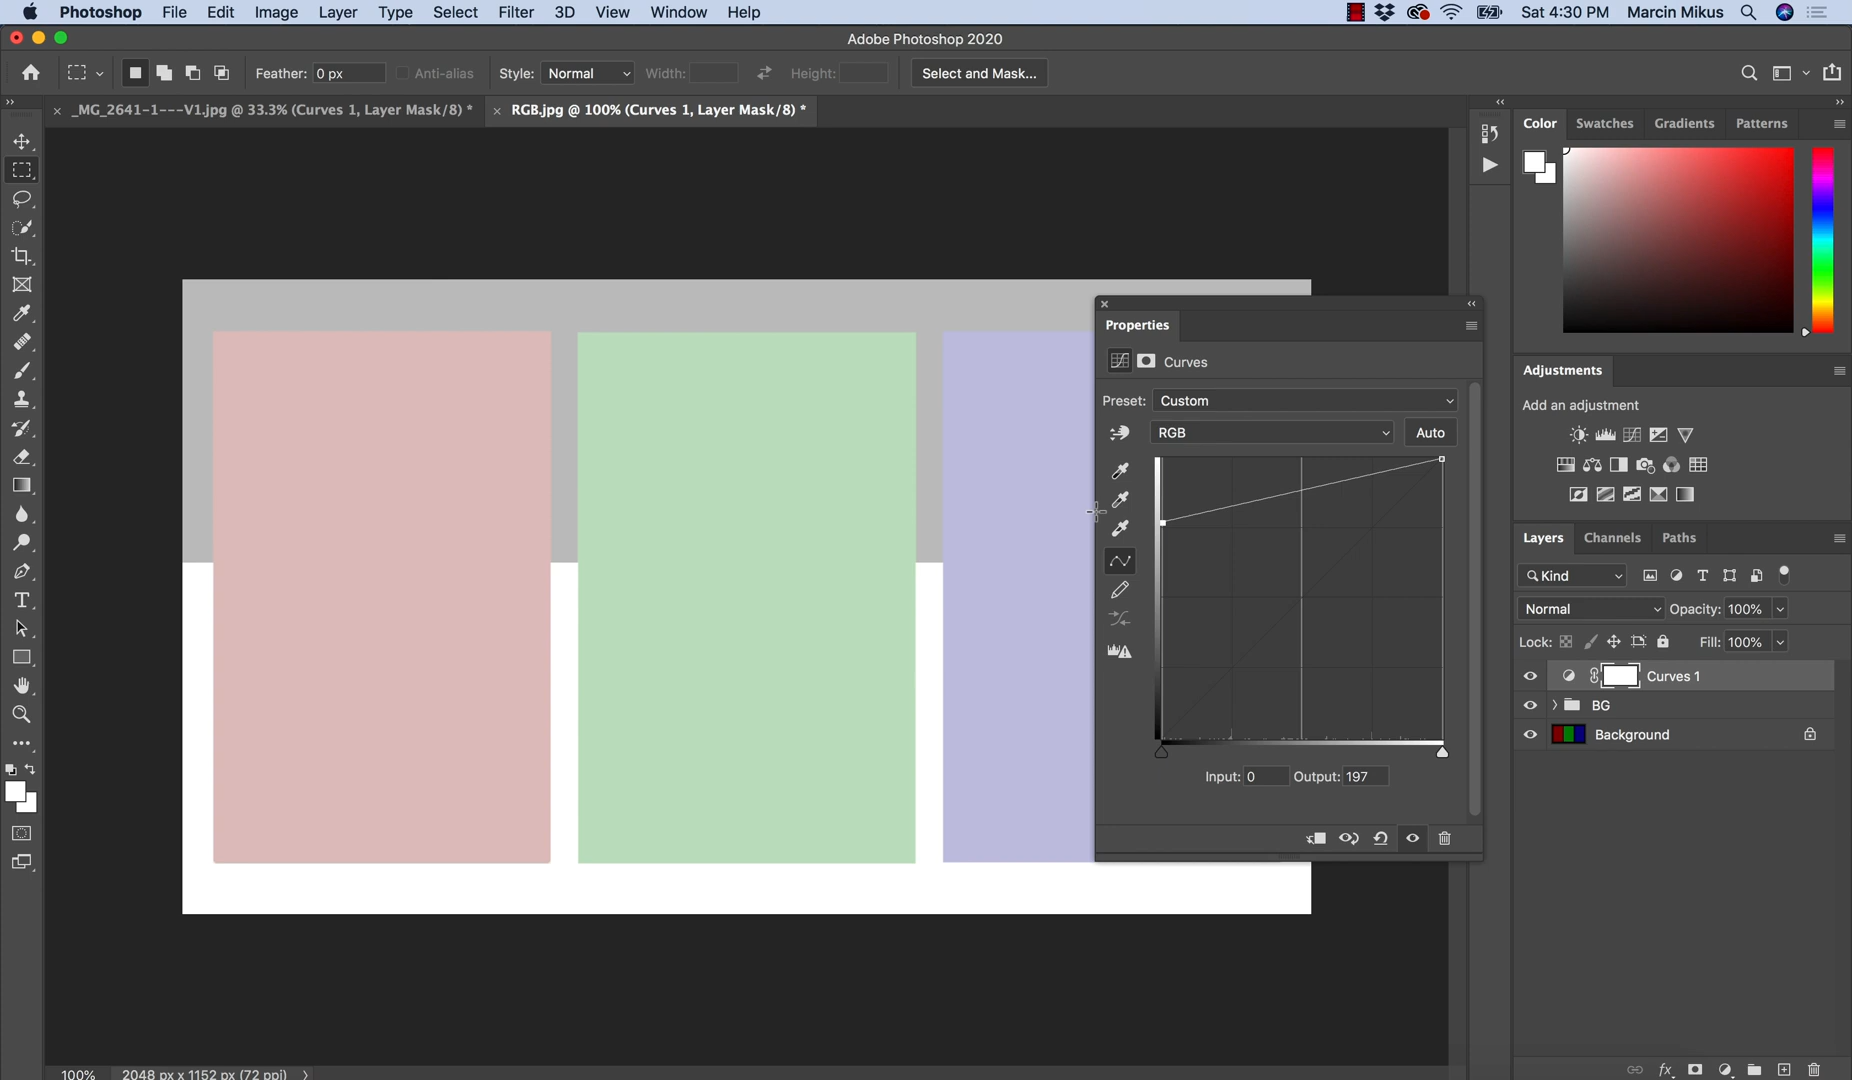 Photoshop File Edit Image Layer Type Select Filter 3D View Window Help Sat 4:30 PM Marcin Mikus
Adobe Photoshop 2020
Feather: 0 px Anti-alias Style: Normal Width: Height: Select and Mask...
_MG_2641-1---V1.jpg @ 33.3% (Curves 1, Layer Mask/8) * RGB.jpg @ 100% (Curves 1, Layer Mask/8) *
Color Swatches Gradients Patterns
Properties
Curves
Preset: Custom
RGB Auto
Input: 0 Output: 197
Adjustments
Add an adjustment
Layers Channels Paths
Kind
Normal Opacity: 100%
Lock: Fill: 100%
Curves 1
BG
Background
100% 2048 px x 1152 px (72 ppi)